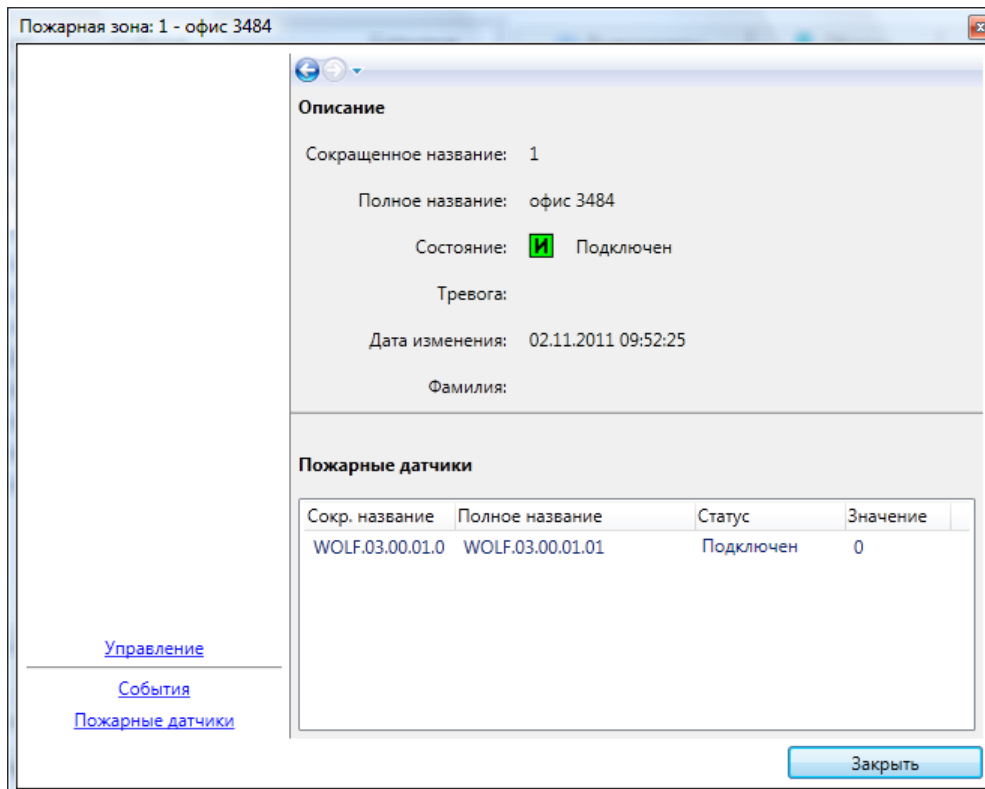 Пожарная зона: 1 - офис 3484
Описание
Сокращенное название: 1
Полное название: офис 3484
Состояние: И Подключен
Тревога:
Дата изменения: 02.11.2011 09:52:25
Фамилия:
Пожарные датчики
Сокр. название Полное название Статус Значение
WOLF.03.00.01.0 WOLF.03.00.01.01 Подключен 0
Управление
События
Пожарные датчики
Закрыть